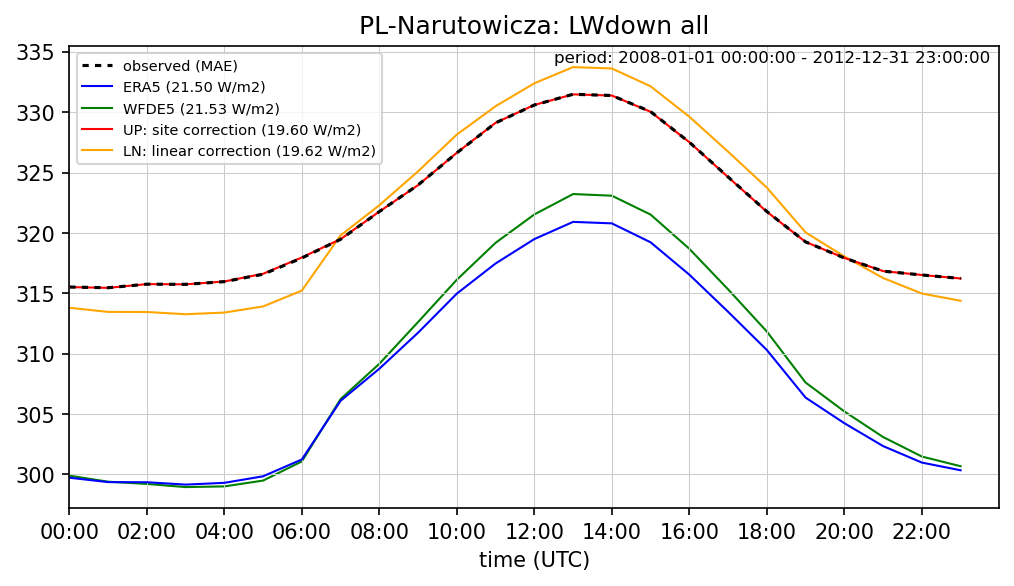 PL-Narutowicza: LWdown all
period: 2008-01-01 00:00:00 - 2012-12-31 23:00:00
observed (MAE)
ERA5 (21.50 W/m2)
WFDE5 (21.53 W/m2)
UP: site correction (19.60 W/m2)
LN: linear correction (19.62 W/m2)
335
330
325
320
315
310
305
300
00:00 02:00 04:00 06:00 08:00 10:00 12:00 14:00 16:00 18:00 20:00 22:00
time (UTC)